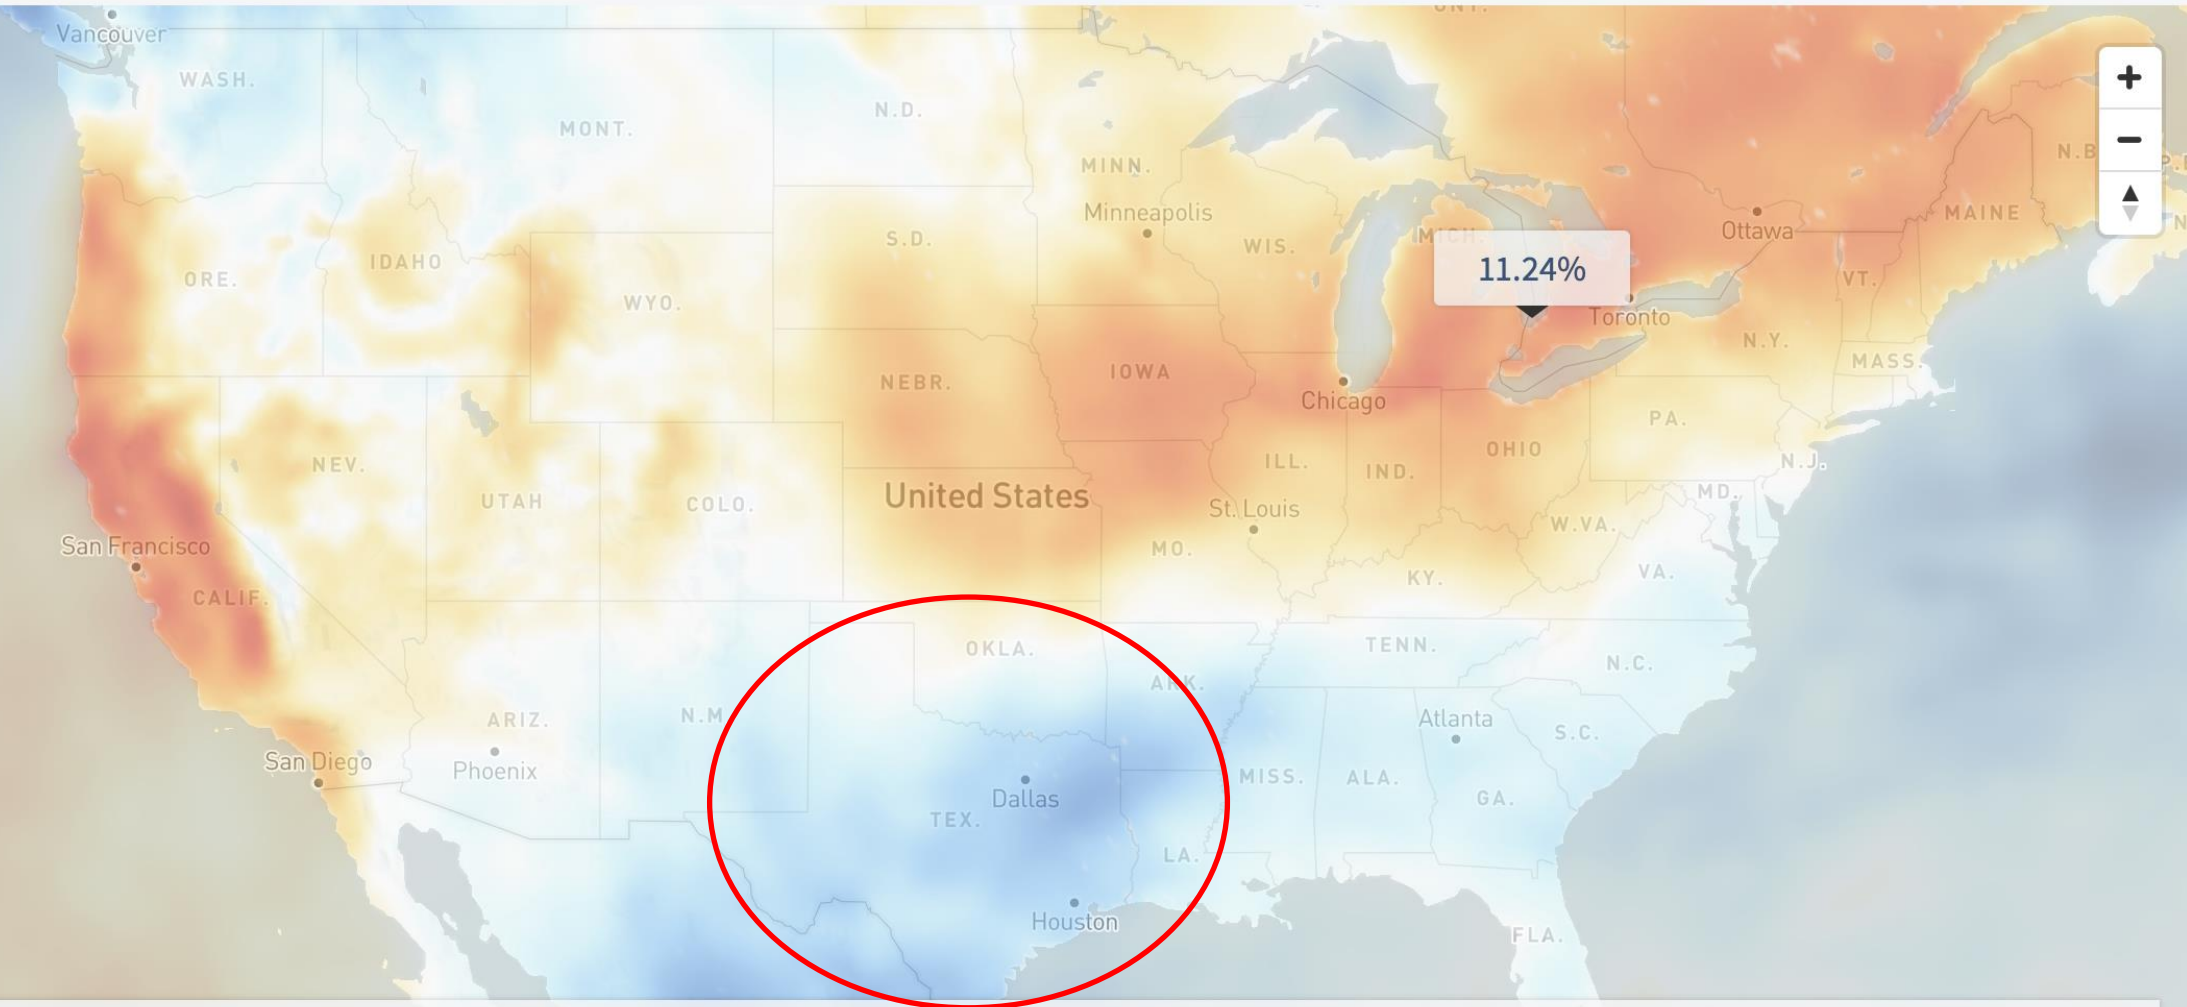 ONT.
Vancouver
WASH.
MONT.
N.D.
MINN.
Minneapolis
WIS.
MICH.
Ottawa
MAINE
N.B.
ORE.
IDAHO
WYO.
S.D.
11.24%
Toronto
VT.
N.Y.
MASS.
NEBR.
IOWA
Chicago
PA.
NEV.
UTAH
COLO.
United States
ILL.
IND.
OHIO
N.J.
MD.
St. Louis
W.VA.
San Francisco
CALIF.
MO.
KY.
VA.
OKLA.
ARK.
TENN.
N.C.
San Diego
ARIZ.
Phoenix
N.M.
Dallas
TEX.
MISS.
ALA.
Atlanta
GA.
S.C.
LA.
Houston
FLA.